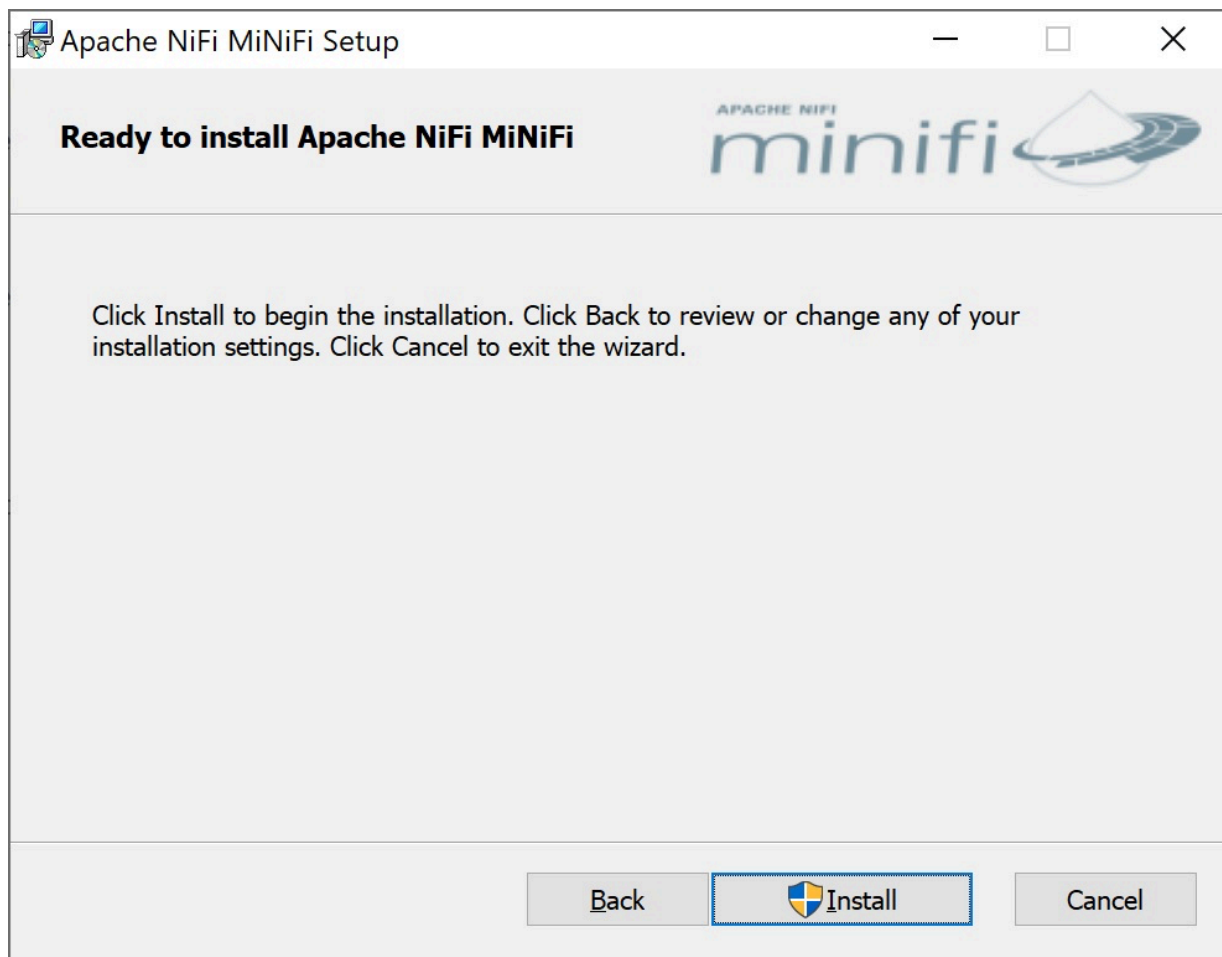 Apache NiFi MiNiFi Setup
Ready to install Apache NiFi MiNiFi
APACHE NIFI
minifi
Click Install to begin the installation. Click Back to review or change any of your
installation settings. Click Cancel to exit the wizard.
Back
Install
Cancel